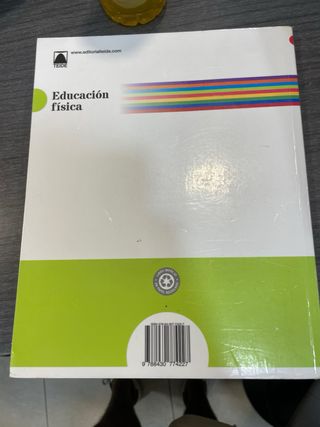 www.editorialteide.com
TEIDE
Educación
física
9 788430 774227